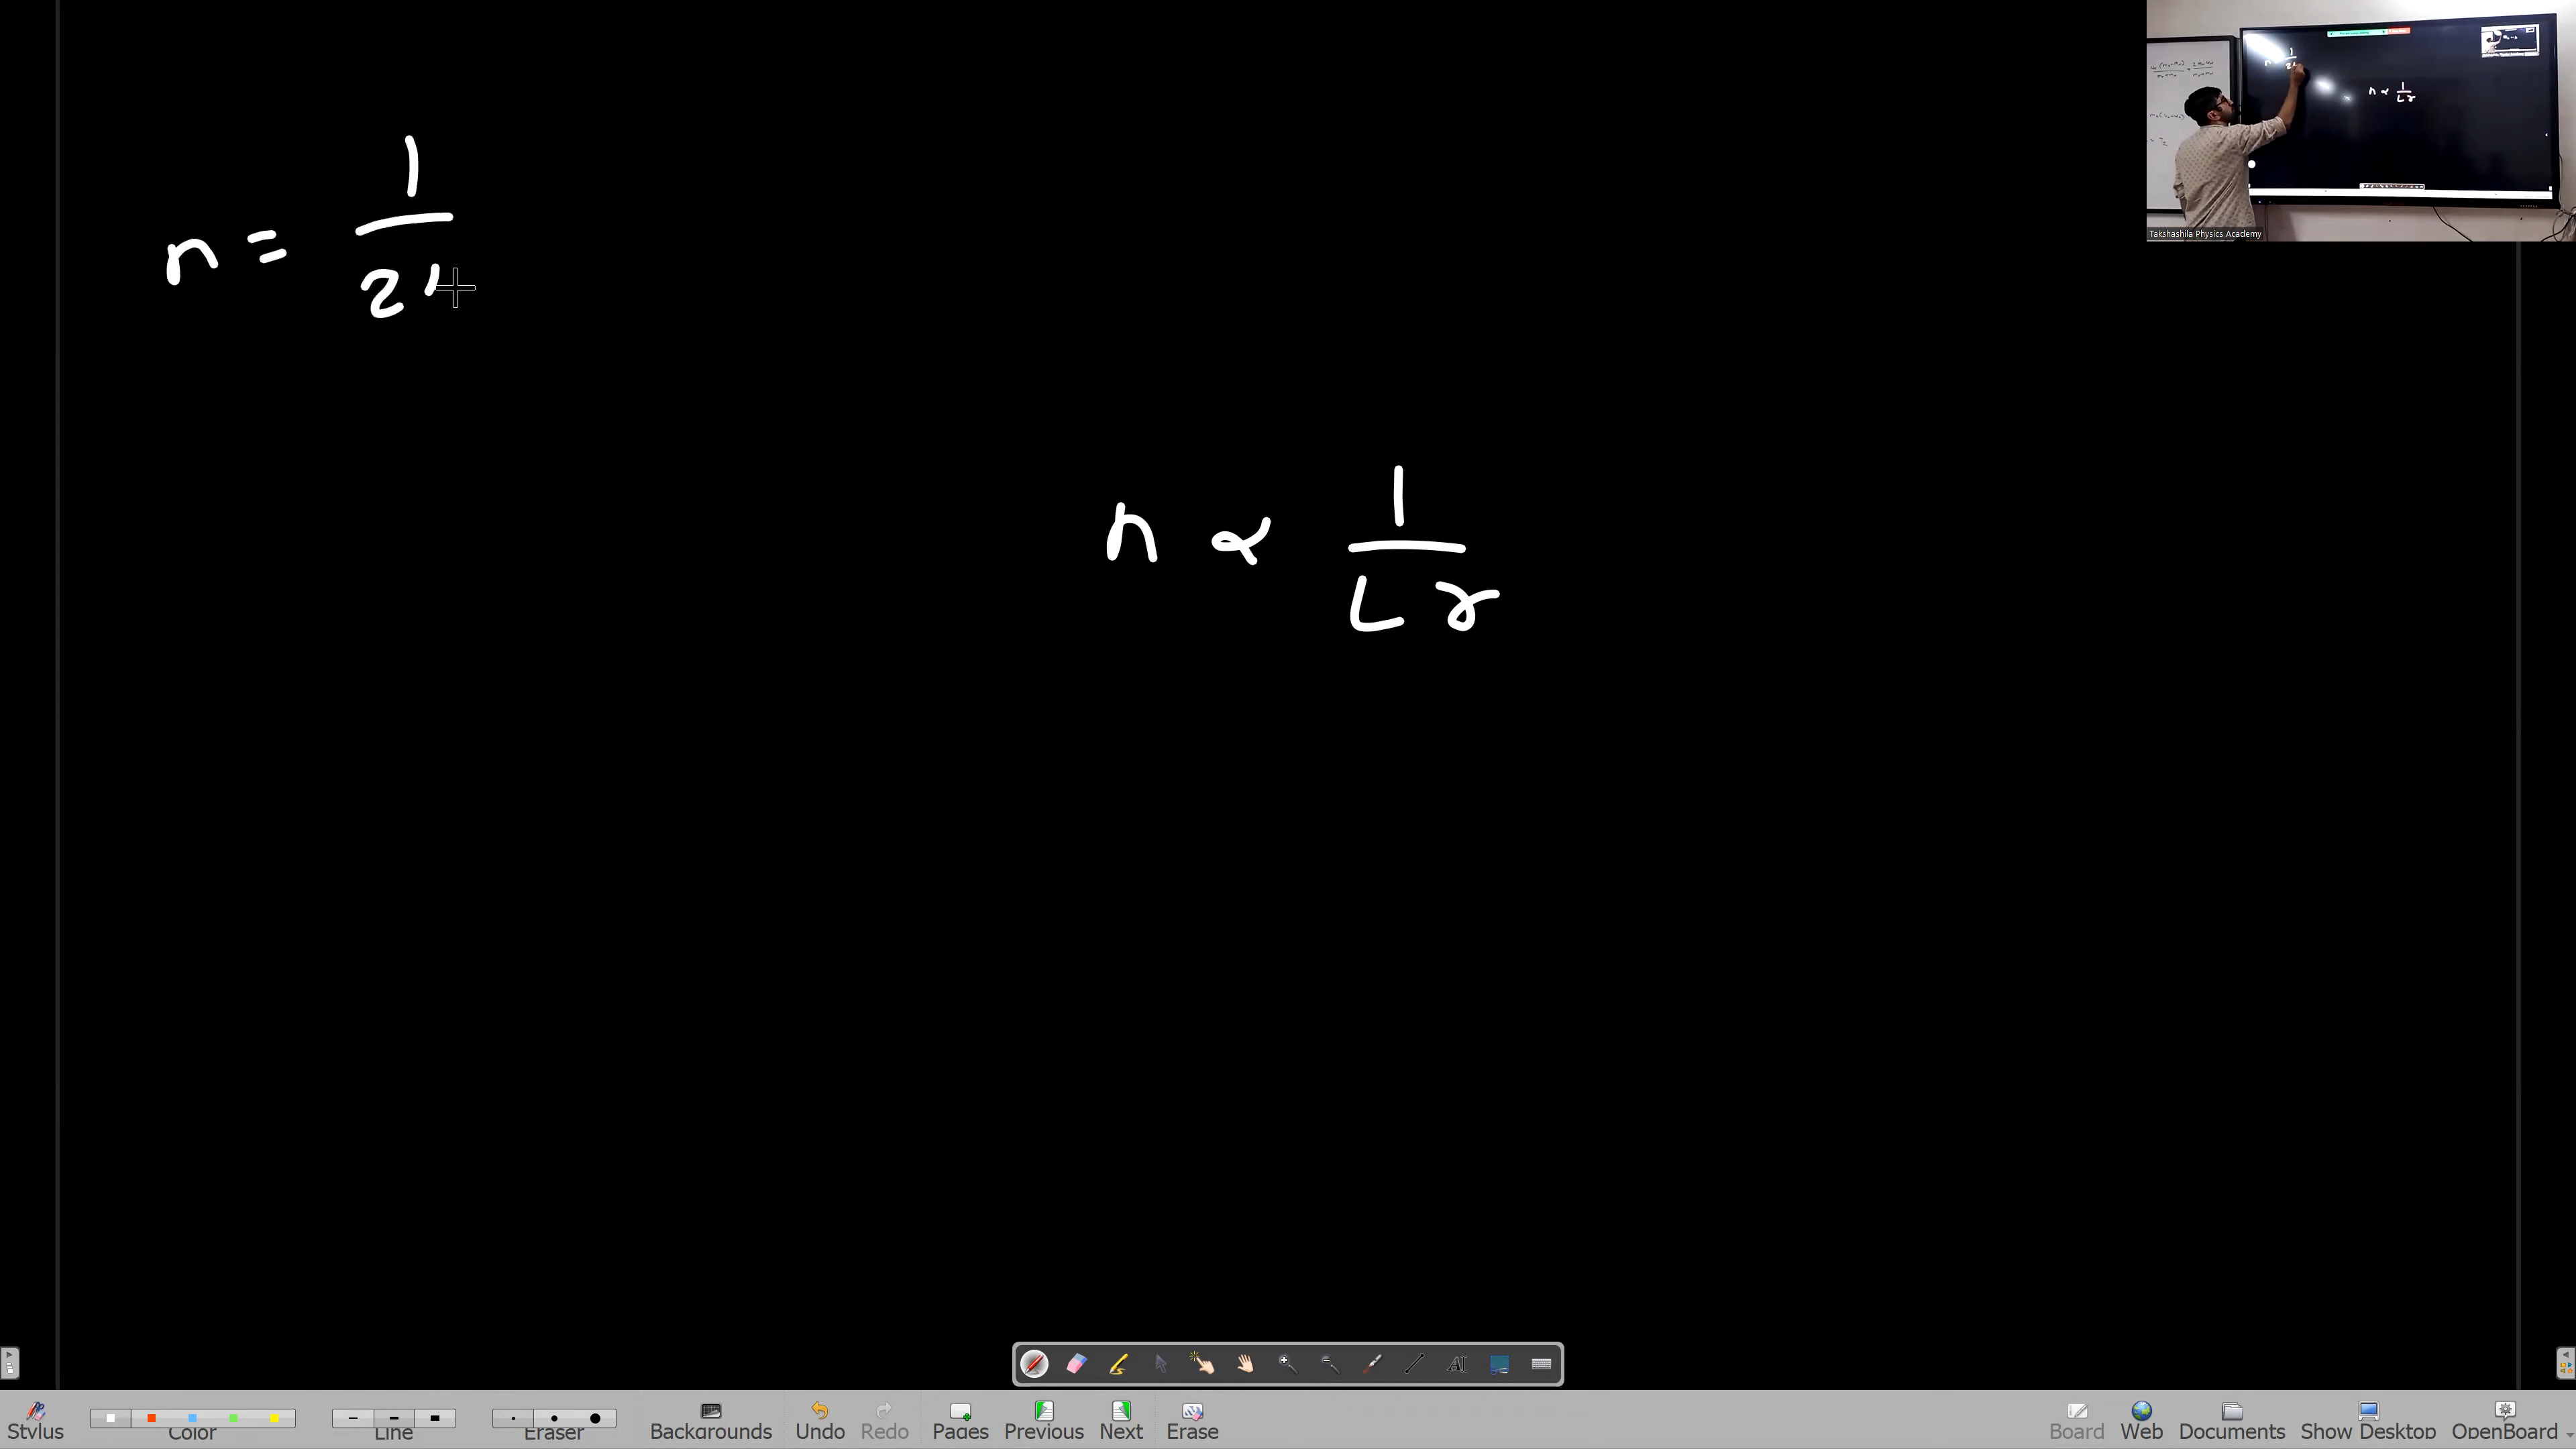 Takshashila Physics Academy
n = 1/2
n ∝ 1/Lr
Stylus Color Line Eraser Backgrounds Undo Redo Pages Previous Next Erase Board Web Documents Show Desktop OpenBoard